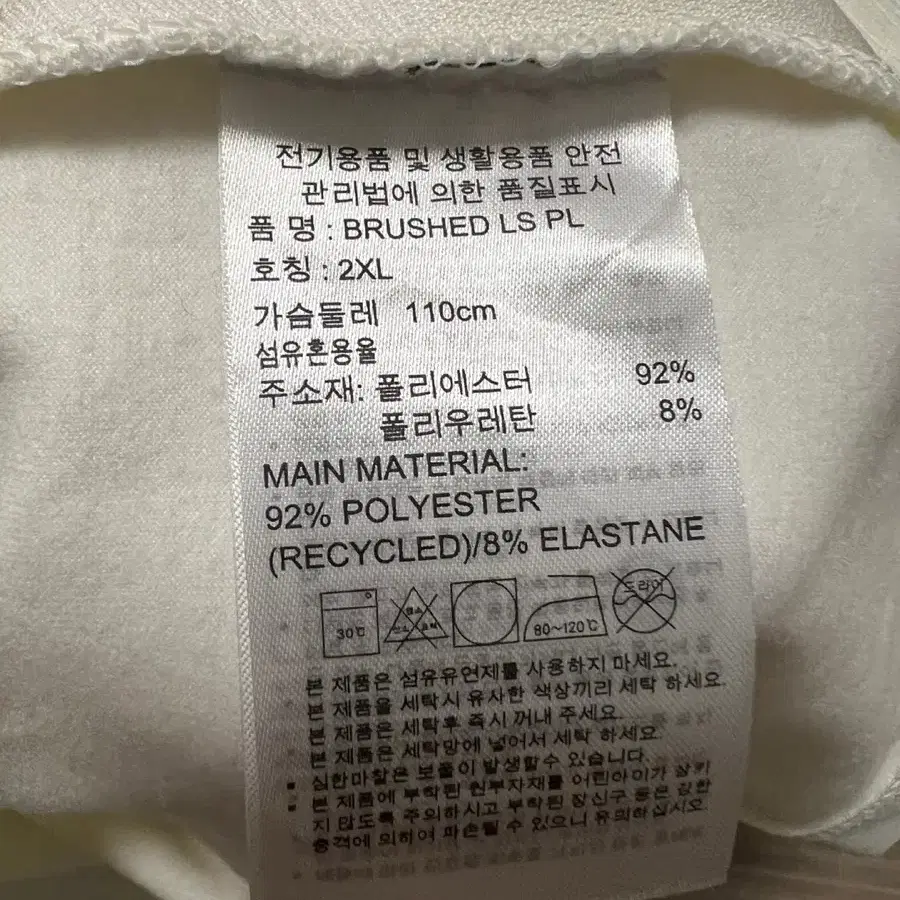 전기용품 및 생활용품 안전
관리법에 의한 품질표시
품 명 : BRUSHED LS PL
호칭 : 2XL
가슴둘레 110cm
섬유혼용율
주소재: 폴리에스터 92%
폴리우레탄 8%
MAIN MATERIAL:
92% POLYESTER
(RECYCLED)/8% ELASTANE
30℃
염소
산소 표백
80~120℃
드라이
본 제품은 섬유유연제를 사용하지 마세요.
본 제품을 세탁시 유사한 색상끼리 세탁 하세요.
본 제품은 세탁후 즉시 꺼내 주세요.
본 제품은 세탁망에 넣어서 세탁 하세요.
• 심한마찰은 보풀이 발생할수 있습니다.
• 본 제품에 부착된 원부자재를 어린아이가 삼키
지 않도록 주의하시고 부착된 장신구 등은 강한
충격에 의하여 파손될 수 있으니 유의하십시오